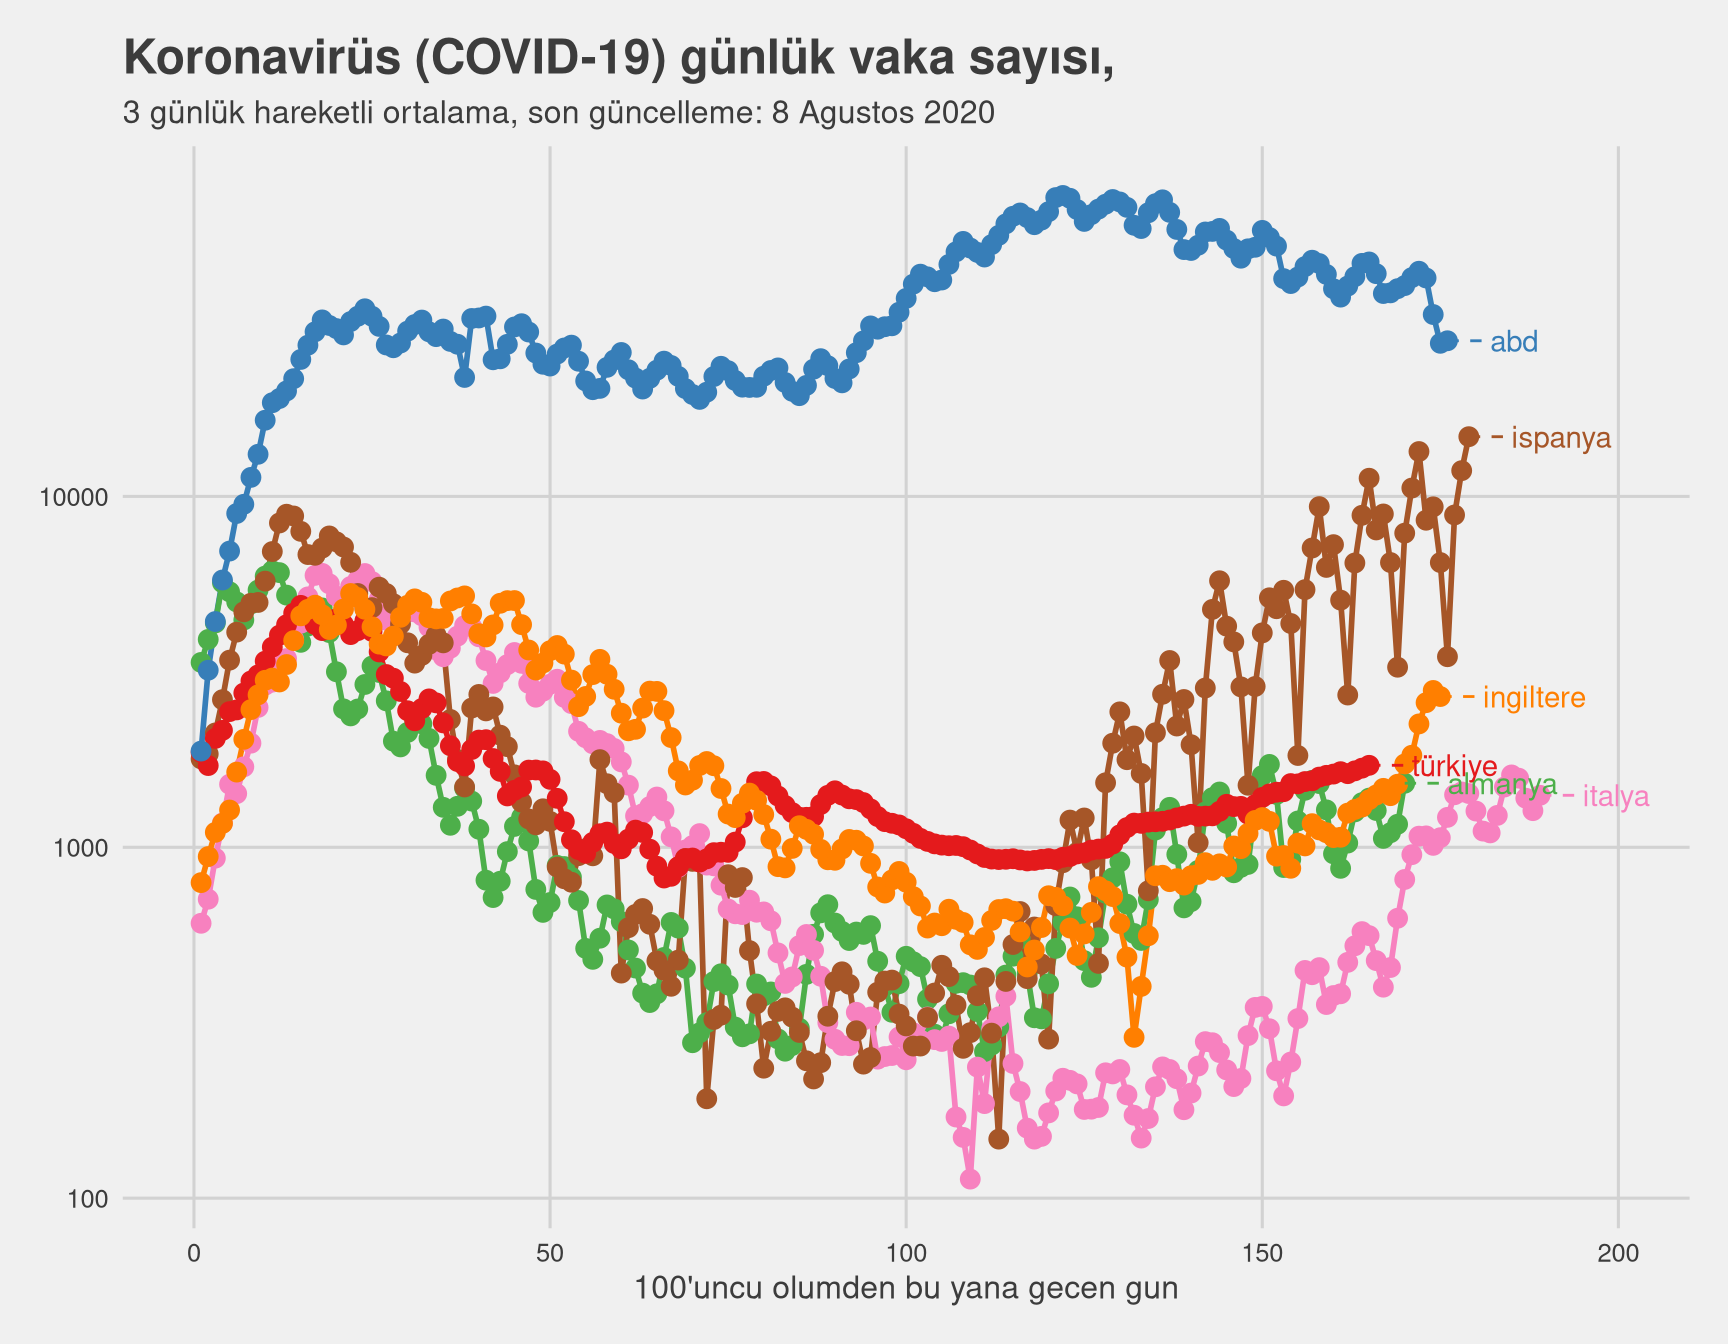 Koronavirüs (COVID-19) günlük vaka sayısı,
3 günlük hareketli ortalama, son güncelleme: 8 Agustos 2020
abd
ispanya
10000
ingiltere
türkiye
almanya
italya
1000
100
0 50 100 150 200
100'uncu olumden bu yana gecen gun